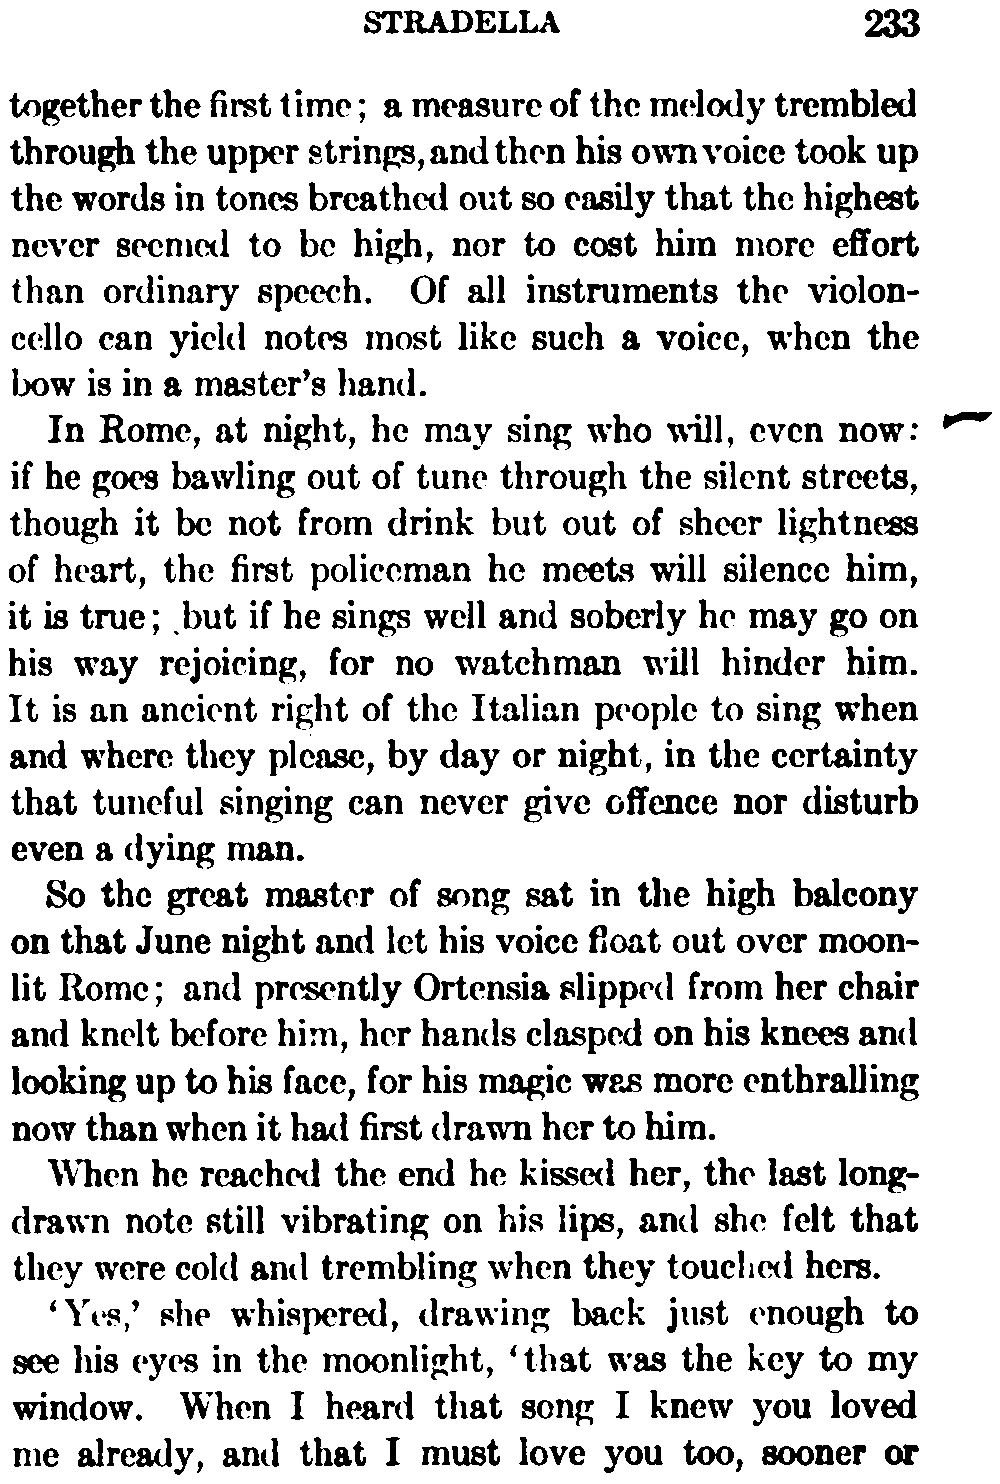 STRADELLA 233
together the first time; a measure of the melody trembled
through the upper strings, and then his own voice took up
the words in tones breathed out so easily that the highest
never seemed to be high, nor to cost him more effort
than ordinary speech. Of all instruments the violon-
cello can yield notes most like such a voice, when the
bow is in a master's hand.
In Rome, at night, he may sing who will, even now:
if he goes bawling out of tune through the silent streets,
though it be not from drink but out of sheer lightness
of heart, the first policeman he meets will silence him,
it is true; but if he sings well and soberly he may go on
his way rejoicing, for no watchman will hinder him.
It is an ancient right of the Italian people to sing when
and where they please, by day or night, in the certainty
that tuneful singing can never give offence nor disturb
even a dying man.
So the great master of song sat in the high balcony
on that June night and let his voice float out over moon-
lit Rome; and presently Ortensia slipped from her chair
and knelt before him, her hands clasped on his knees and
looking up to his face, for his magic was more enthralling
now than when it had first drawn her to him.
When he reached the end he kissed her, the last long-
drawn note still vibrating on his lips, and she felt that
they were cold and trembling when they touched hers.
'Yes,' she whispered, drawing back just enough to
see his eyes in the moonlight, 'that was the key to my
window. When I heard that song I knew you loved
me already, and that I must love you too, sooner or